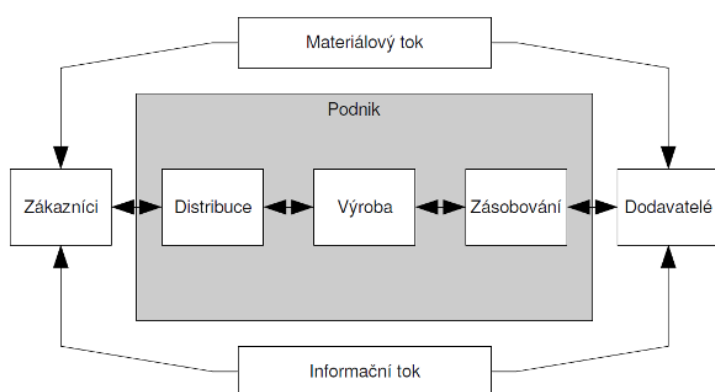 Materiálový tok
Podnik
Zákazníci
Distribuce
Výroba
Zásobování
Dodavatelé
Informační tok